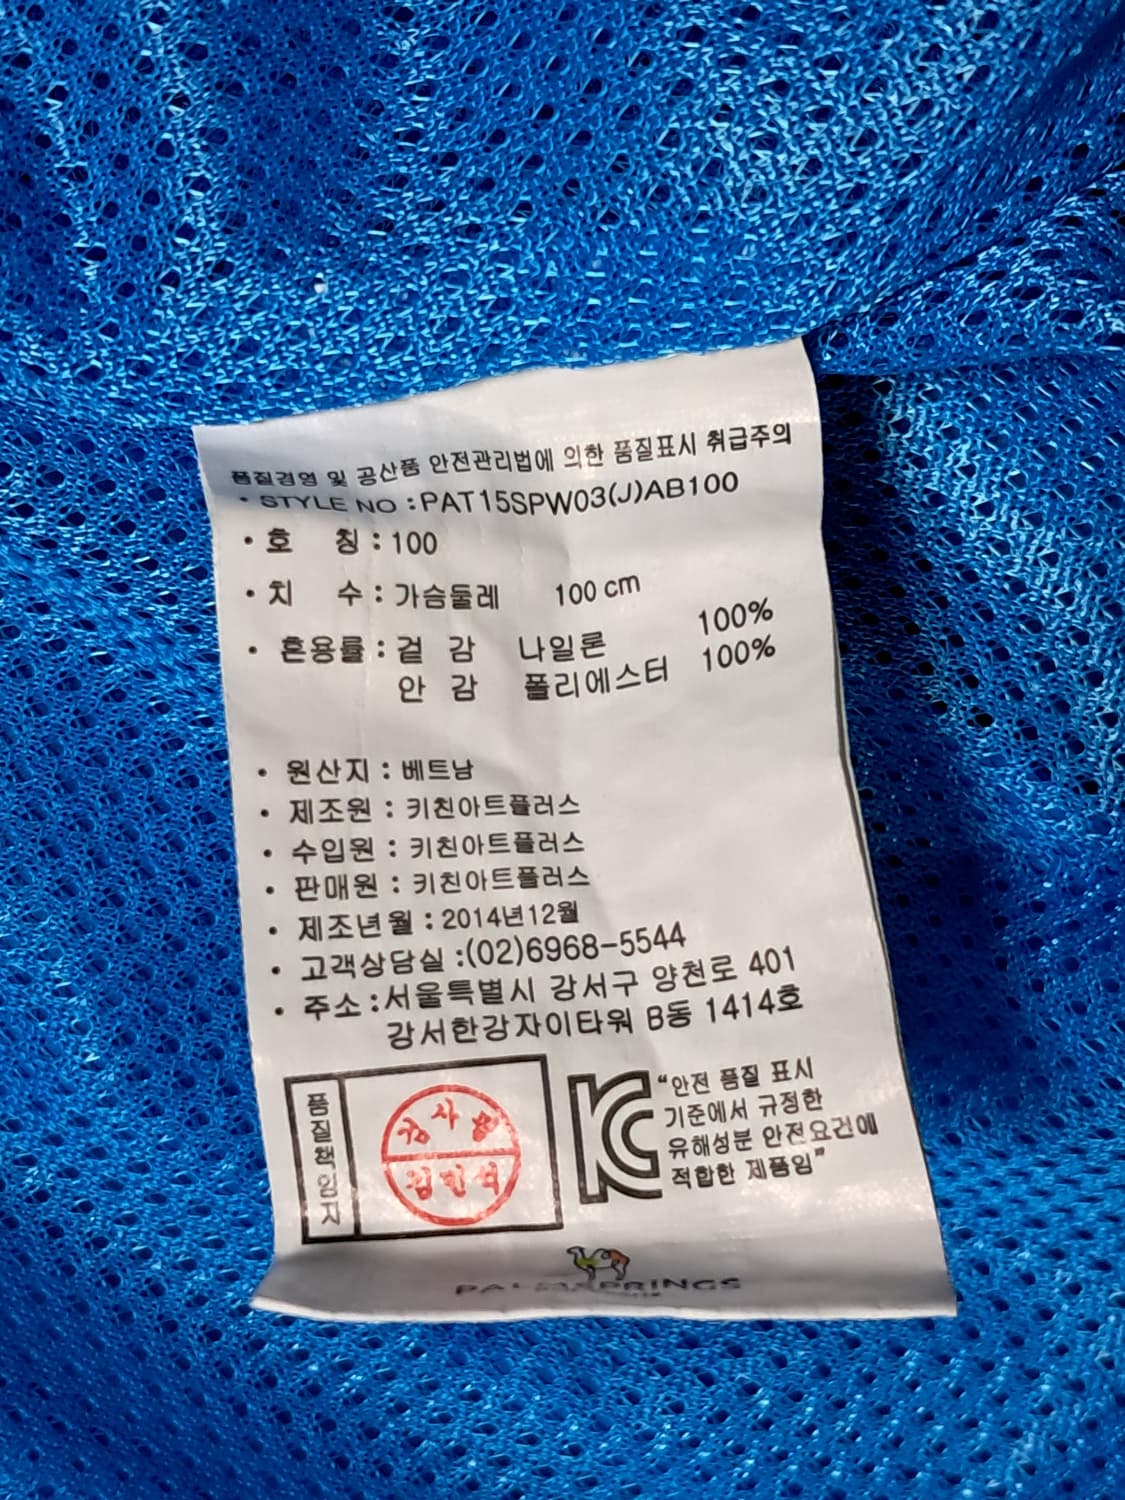 품질경영 및 공산품 안전관리법에 의한 품질표시 취급주의
· STYLE NO : PAT15SPW03(J)AB100
· 호 칭 : 100
· 치 수 : 가슴둘레 100 cm
· 혼용률 : 겉 감 나일론 100%
안 감 폴리에스터 100%
· 원산지 : 베트남
· 제조원 : 키친아트플러스
· 수입원 : 키친아트플러스
· 판매원 : 키친아트플러스
· 제조년월 : 2014년12월
· 고객상담실 :(02)6968-5544
· 주소 : 서울특별시 강서구 양천로 401
강서한강자이타워 B동 1414호
품질책임자
김민석
KC
“안전 품질 표시
기준에서 규정한
유해성분 안전요건에
적합한 제품임”
PALMSPRINGS